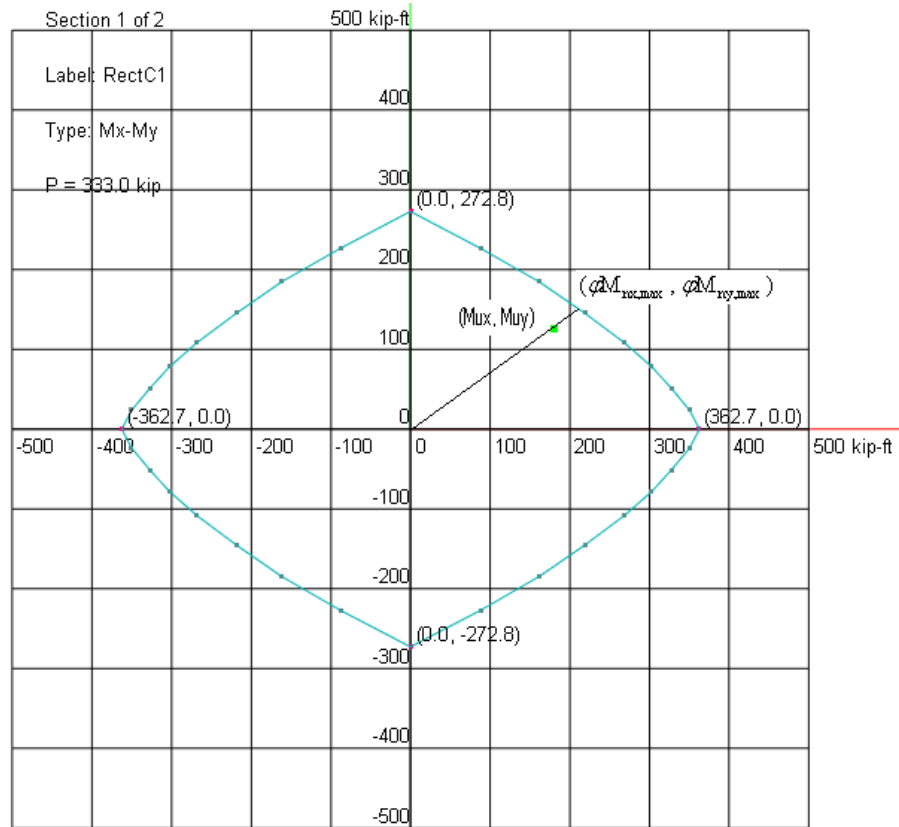 Section 1 of 2
500 kip-ft
Label: RectC1
400
Type: Mx-My
P = 333.0 kip
300
(0.0, 272.8)
200
(φMnx,max , φMny,max )
(Mux, Muy)
100
(-362.7, 0.0)
0
(362.7, 0.0)
-500 -400 -300 -200 -100 0 100 200 300 400 500 kip-ft
-100
-200
(0.0, -272.8)
-300
-400
-500